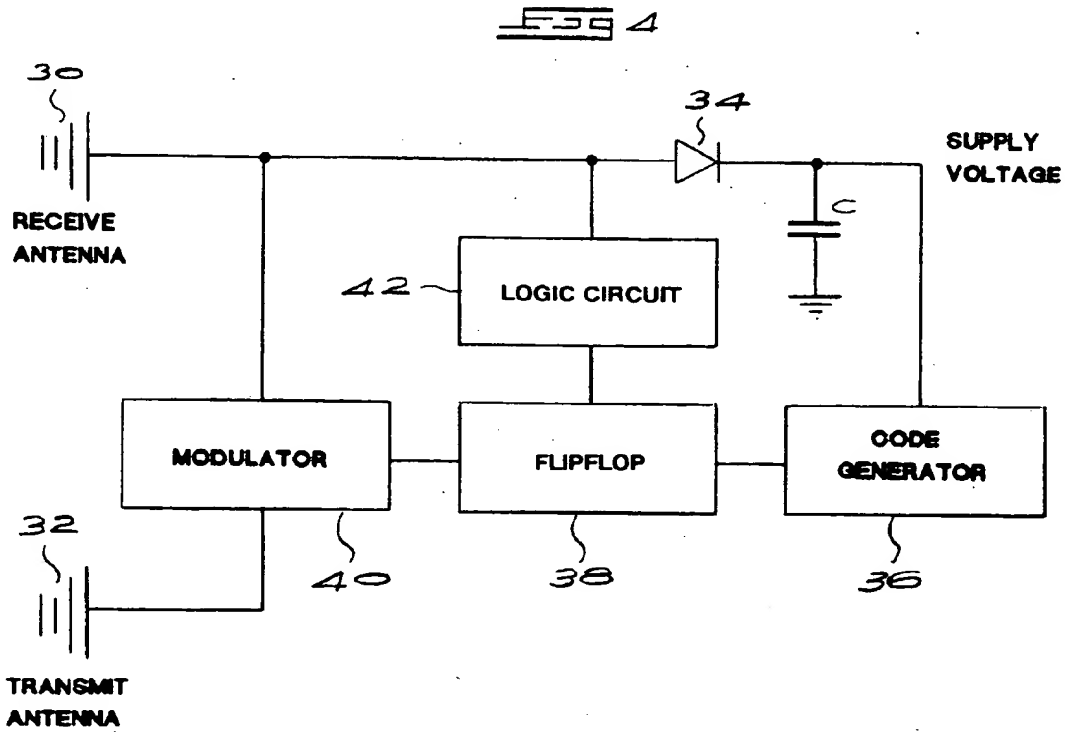 Fig 4
30
34
SUPPLY
VOLTAGE
C
RECEIVE
ANTENNA
42
LOGIC CIRCUIT
MODULATOR
FLIPFLOP
CODE
GENERATOR
32
40
38
36
TRANSMIT
ANTENNA